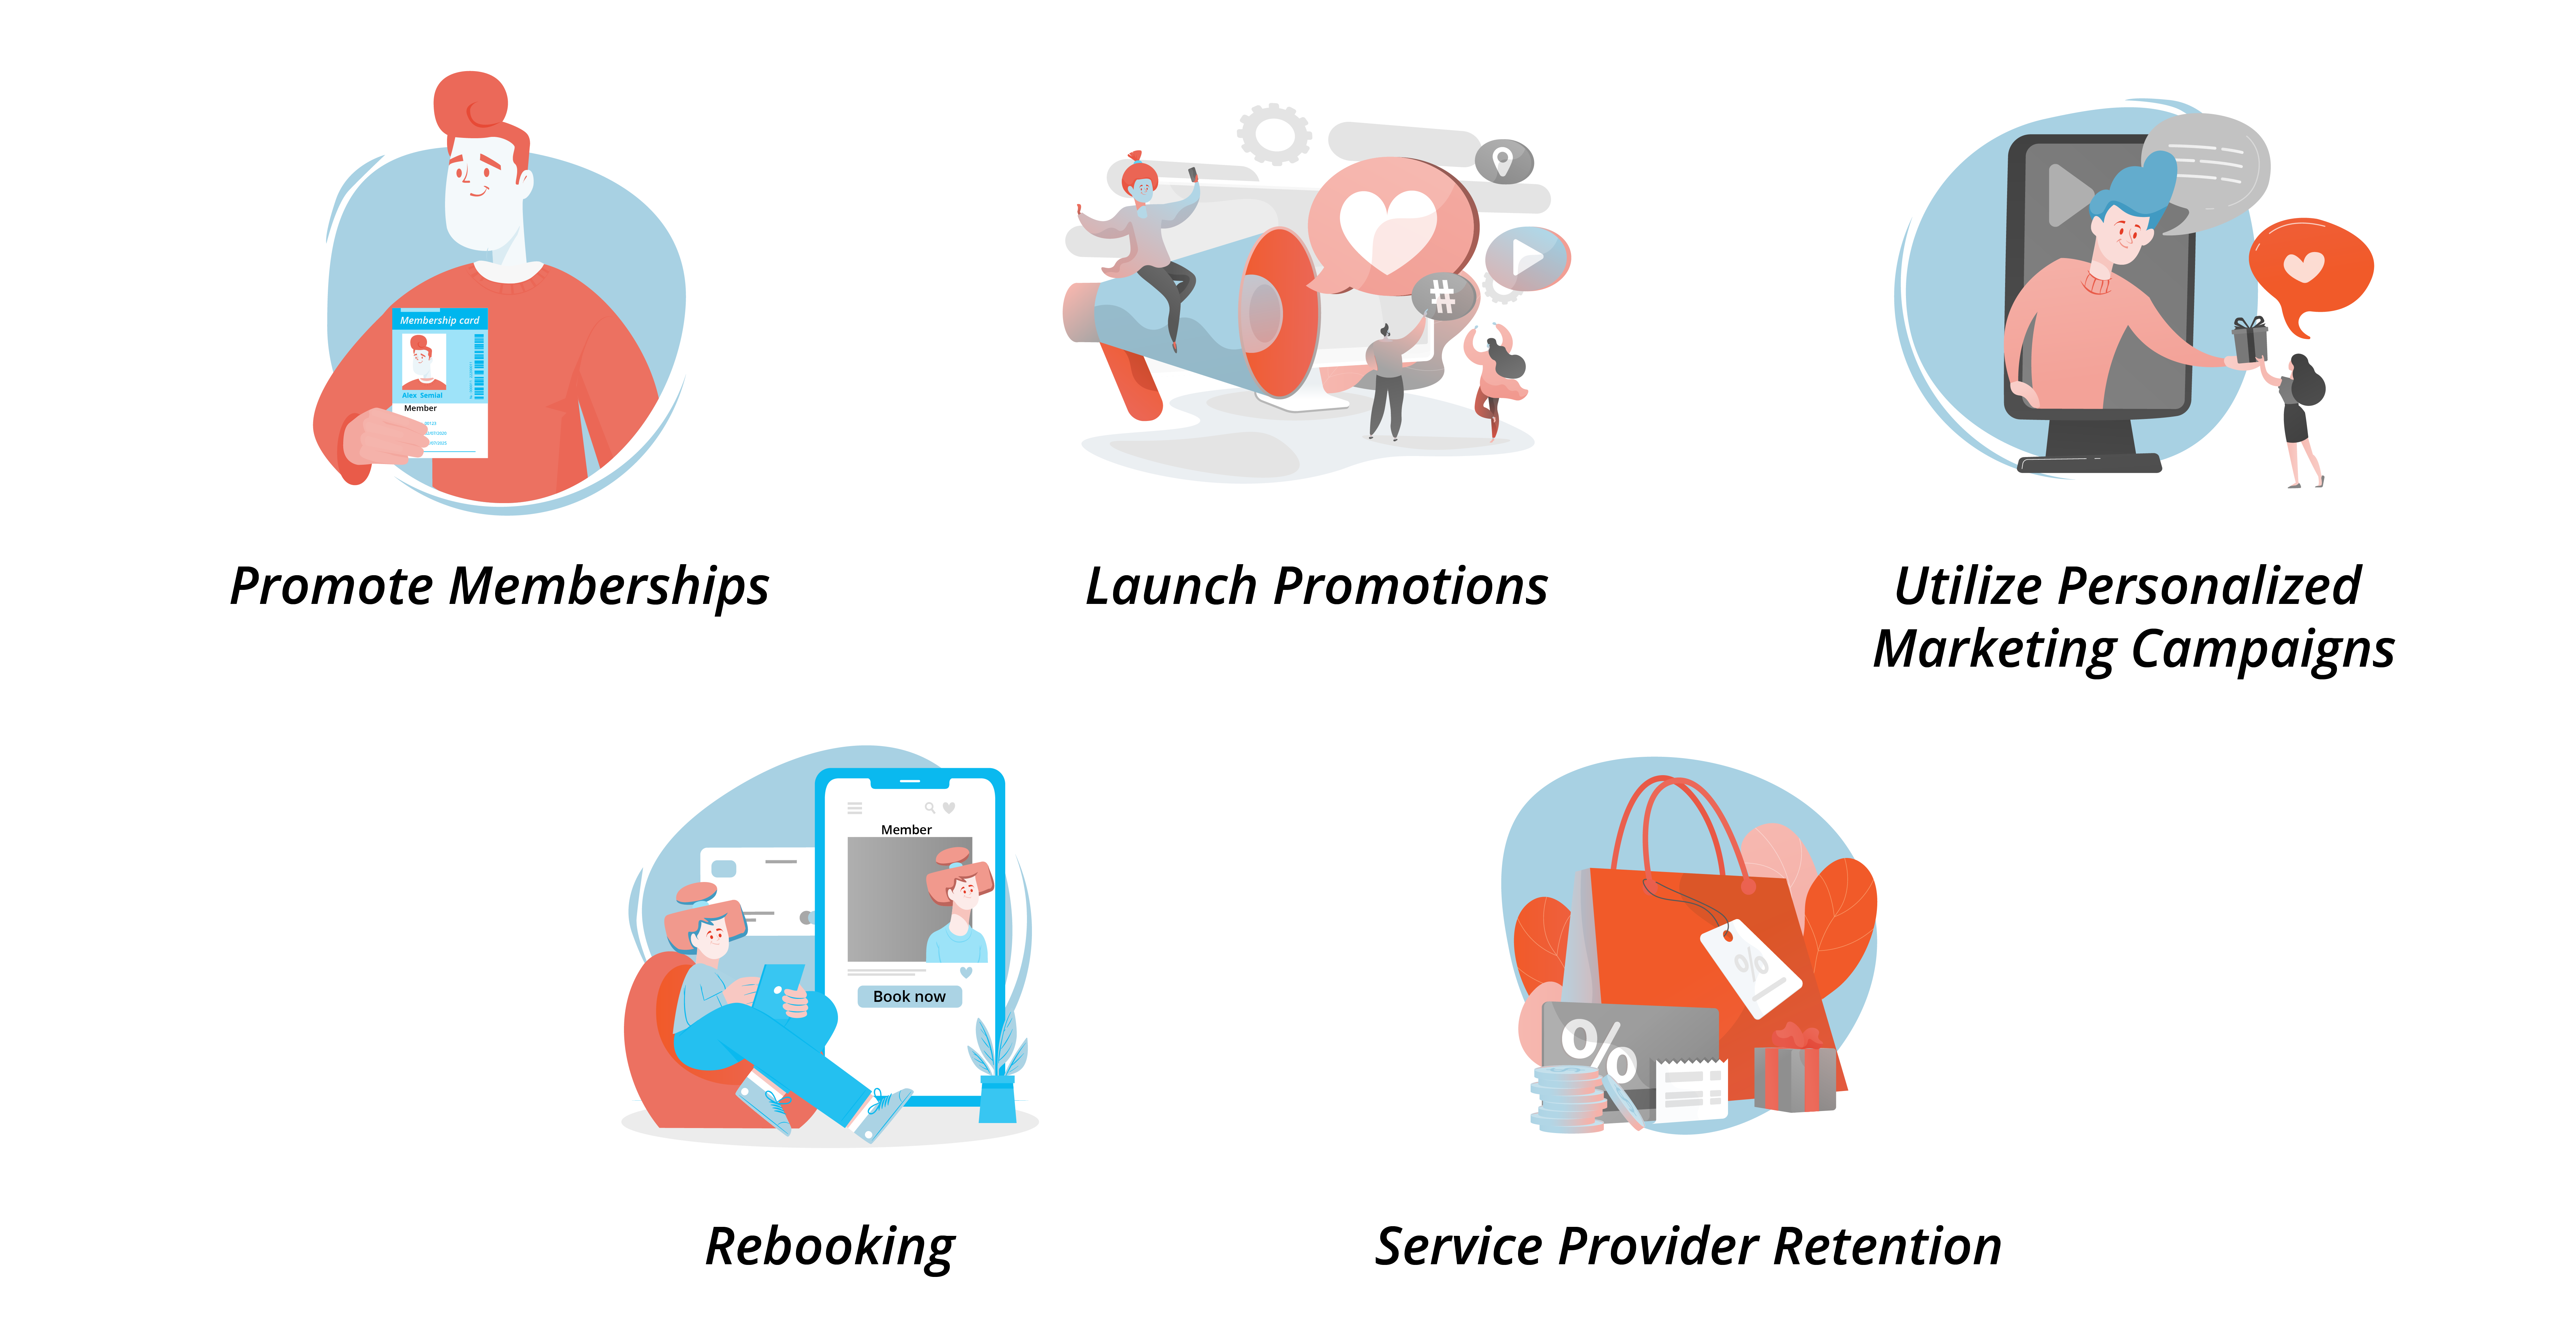 Membership card
Alex Semial
Member
Promote Memberships
#
Launch Promotions
Utilize Personalized
Marketing Campaigns
Member
Book now
Rebooking
%
%
Service Provider Retention